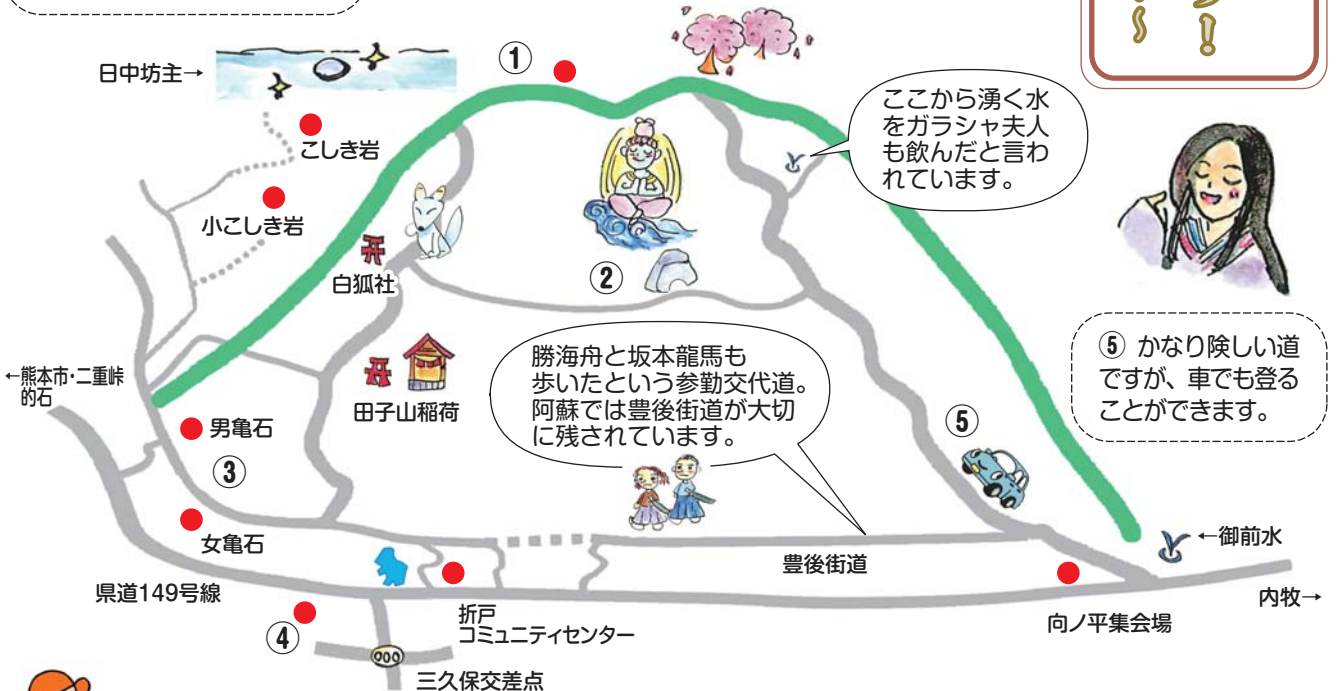 日中坊主→
①
ここから湧く水
をガラシャ夫人
も飲んだと言わ
れています。
こしき岩
小こしき岩
白狐社
②
⑤ かなり険しい道
ですが、車でも登る
ことができます。
←熊本市・二重峠
的石
勝海舟と坂本龍馬も
歩いたという参勤交代道。
阿蘇では豊後街道が大切
に残されています。
田子山稲荷
男亀石
③
⑤
女亀石
豊後街道
←御前水
県道149号線
内牧→
④
折戸
コミュニティセンター
向ノ平集会場
三久保交差点